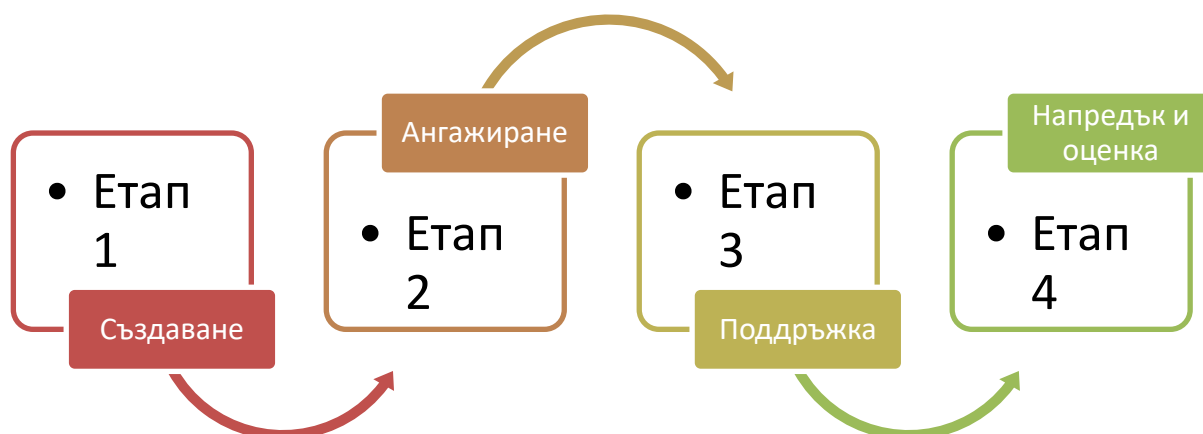 • Етап
1
Създаване
Ангажиране
• Етап
2
• Етап
3
Поддръжка
Напредък и
оценка
• Етап
4